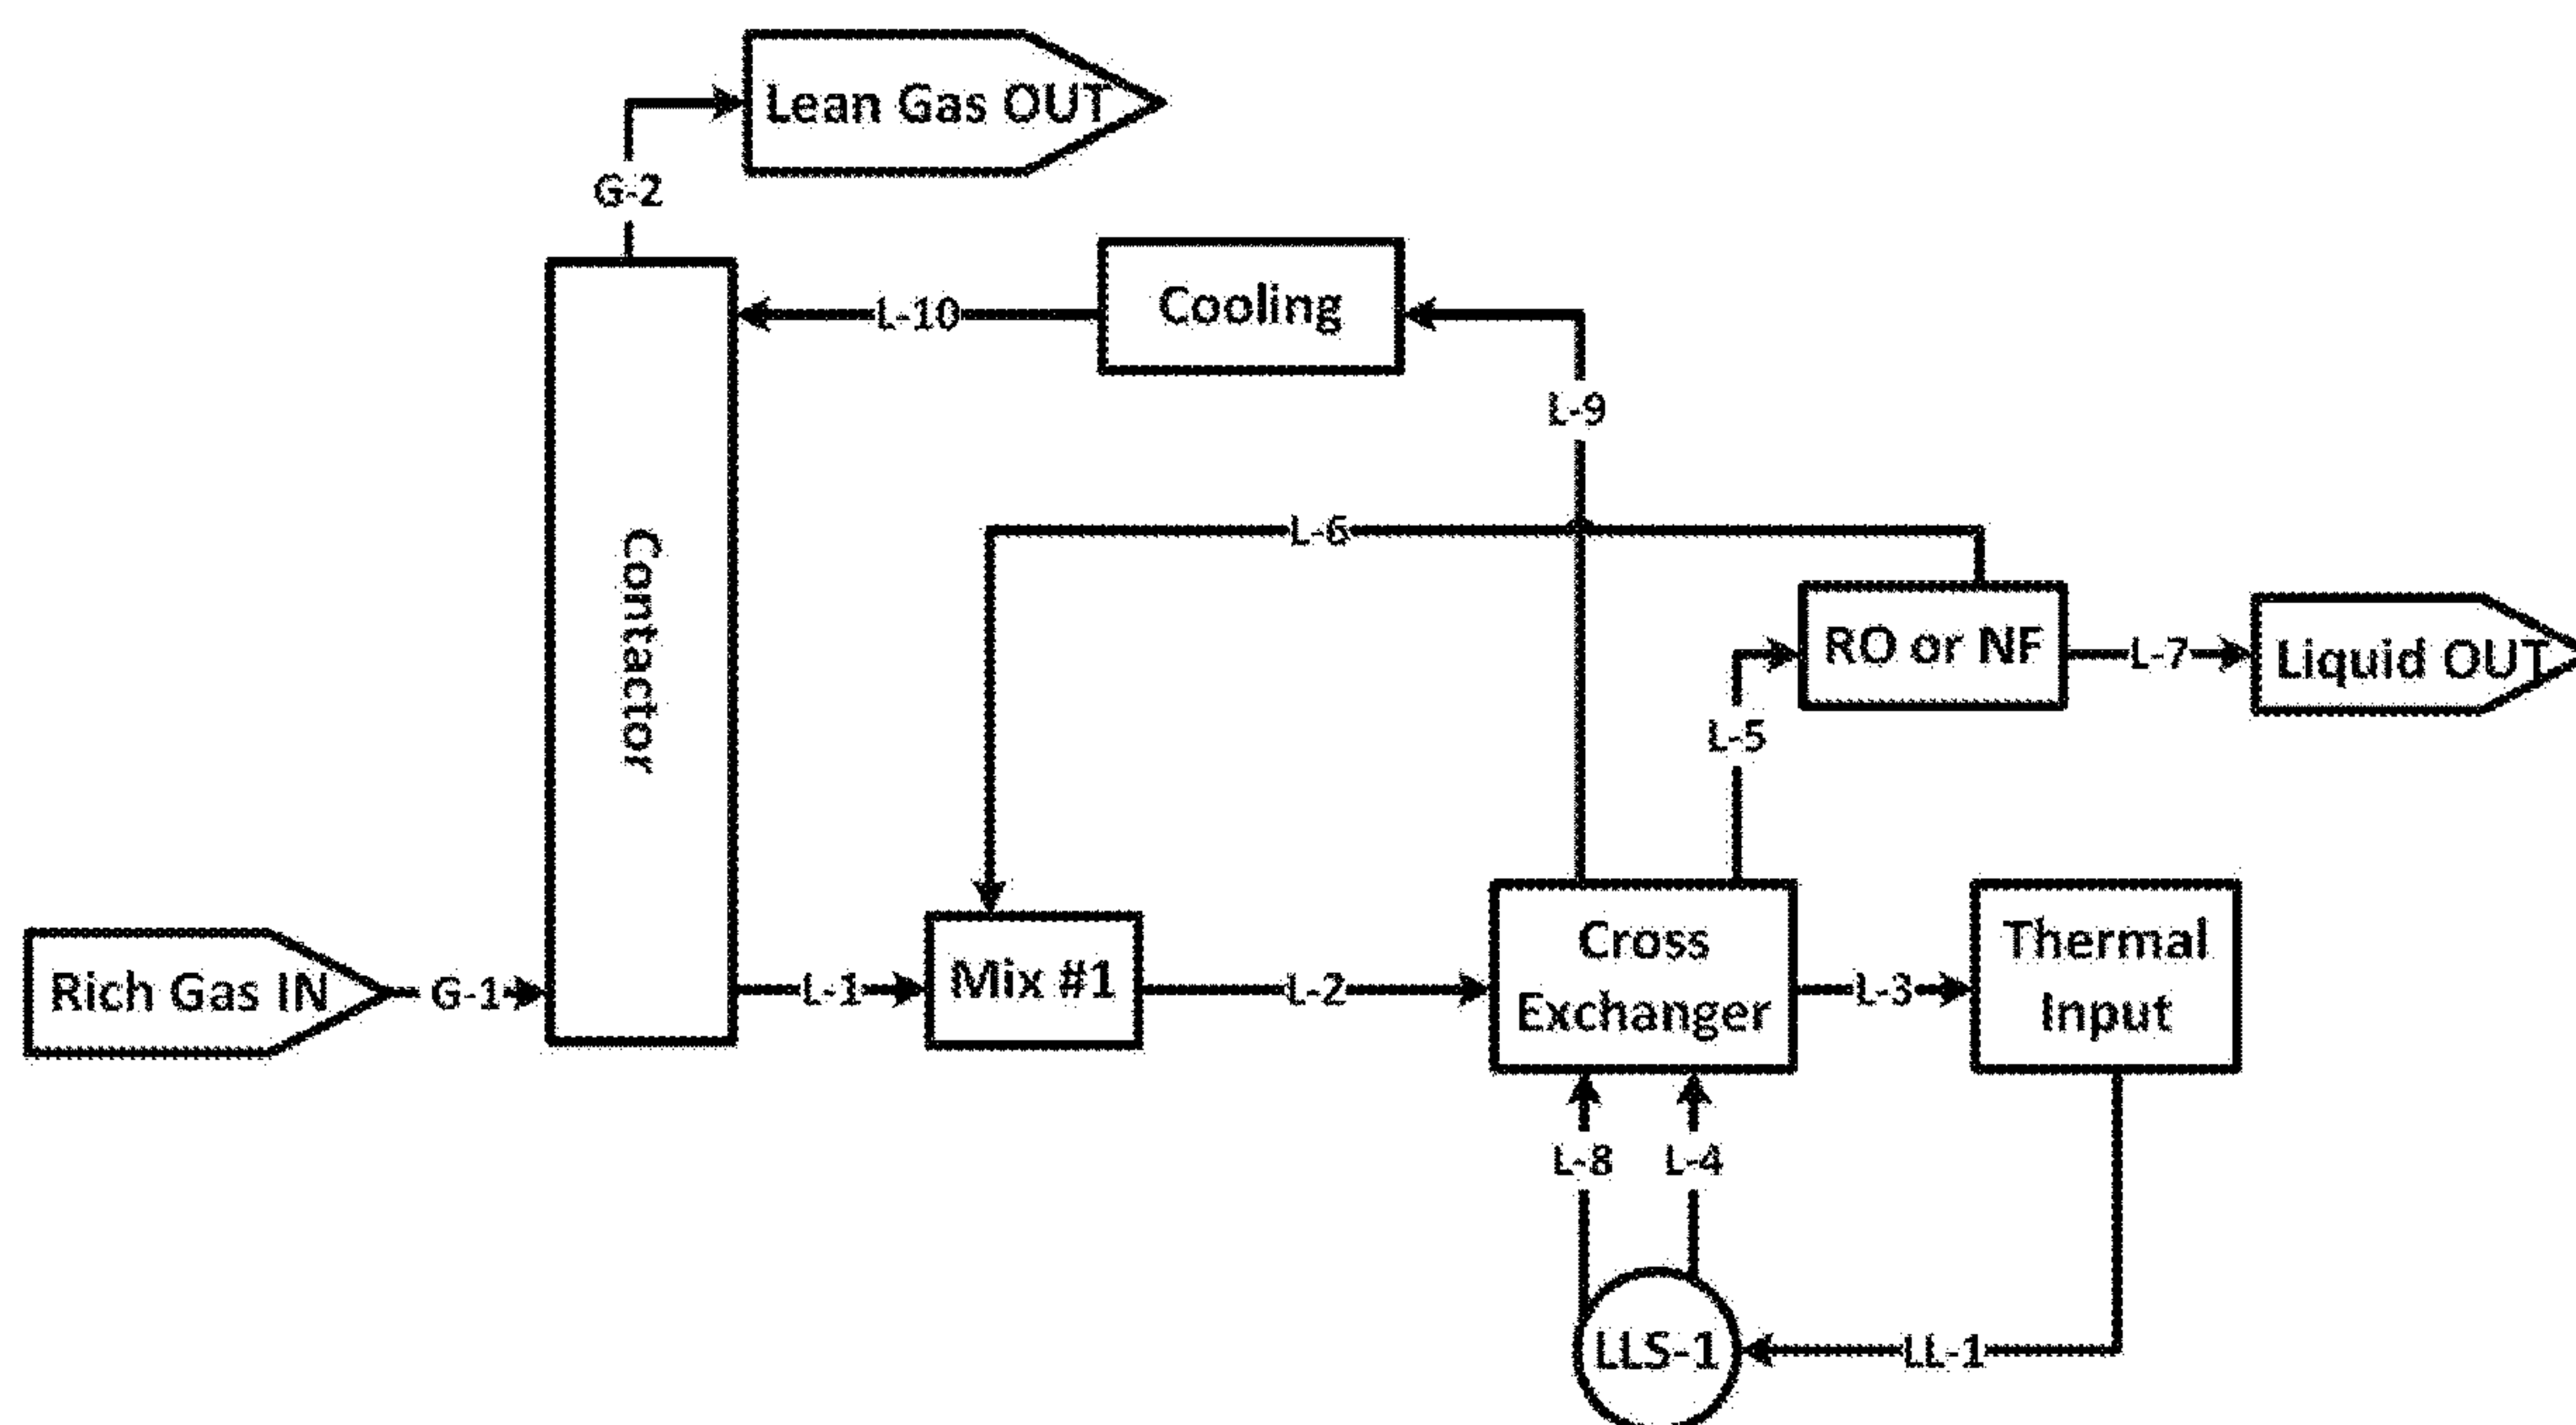 Lean Gas OUT
G-2
L-10
Cooling
L-9
L-6
Contactor
RO or NF
L-7
Liquid OUT
L-5
Rich Gas IN
G-1
L-1
Mix #1
L-2
Cross
Exchanger
L-3
Thermal
Input
L-8
L-4
LLS-1
LL-1